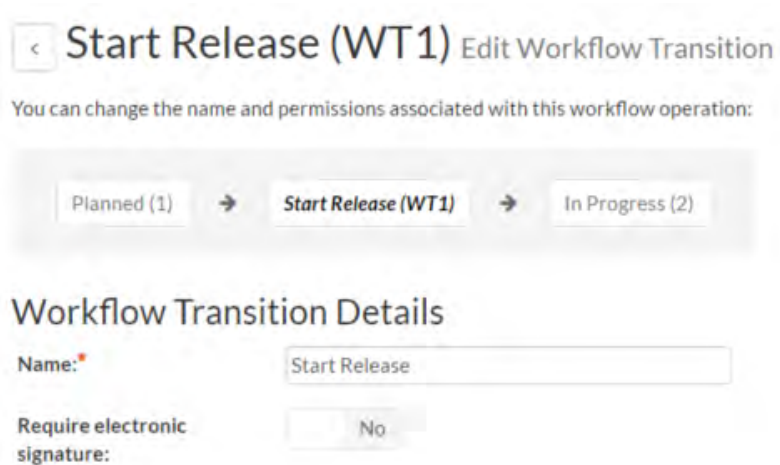 < Start Release (WT1) Edit Workflow Transition
You can change the name and permissions associated with this workflow operation:
Planned (1) → Start Release (WT1) → In Progress (2)
Workflow Transition Details
Name:* Start Release
Require electronic No
signature: